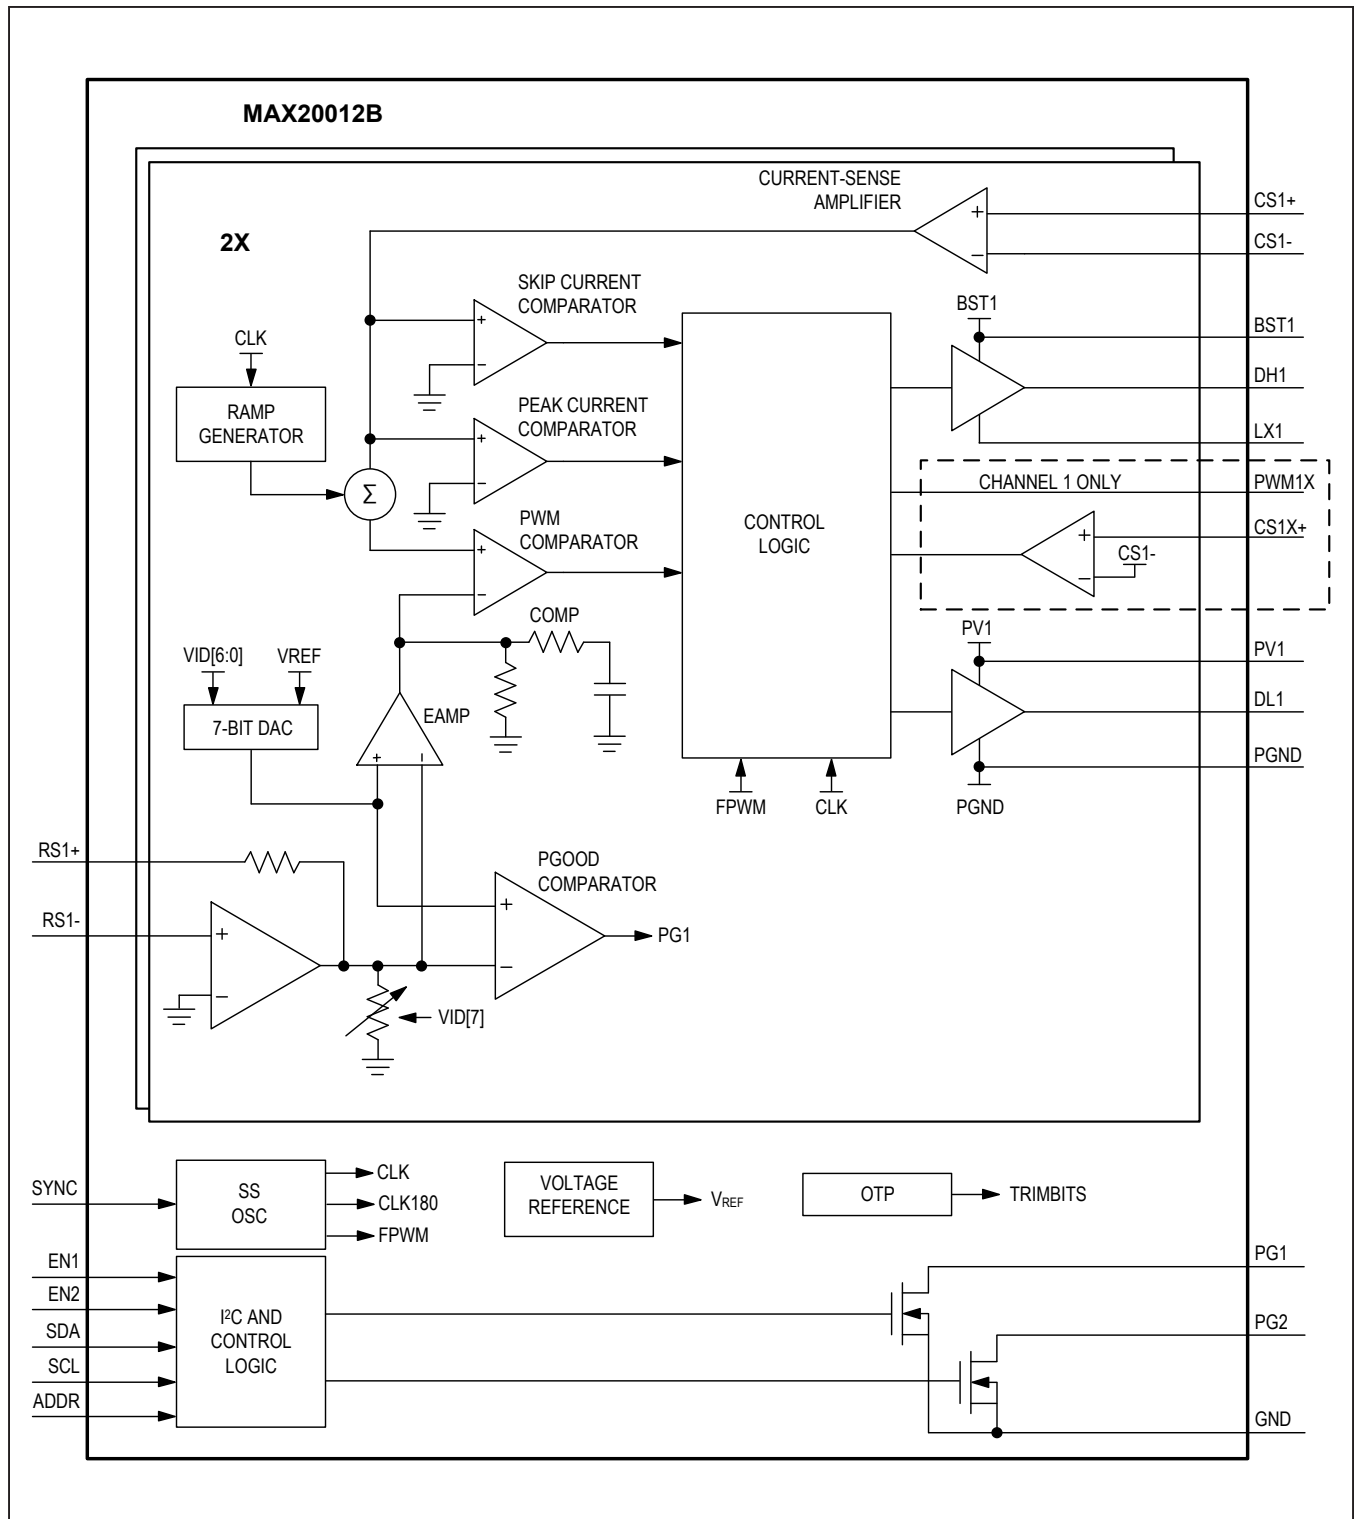 MAX20012B
2X
CURRENT-SENSE
AMPLIFIER
CS1+
CS1-
SKIP CURRENT
COMPARATOR
+
−
BST1
BST1
CLK
RAMP
GENERATOR
PEAK CURRENT
COMPARATOR
+
−
DH1
LX1
Σ
CHANNEL 1 ONLY
PWM1X
PWM
COMPARATOR
+
−
CONTROL
LOGIC
CS1X+
+
−
CS1-
COMP
VID[6:0]
VREF
PV1
PV1
7-BIT DAC
EAMP
+
−
DL1
PGND
FPWM
CLK
PGND
RS1+
PGOOD
COMPARATOR
+
−
RS1-
+
−
PG1
VID[7]
SYNC
SS
OSC
CLK
CLK180
FPWM
VOLTAGE
REFERENCE
VREF
OTP
TRIMBITS
EN1
EN2
SDA
SCL
ADDR
I²C AND
CONTROL
LOGIC
PG1
PG2
GND